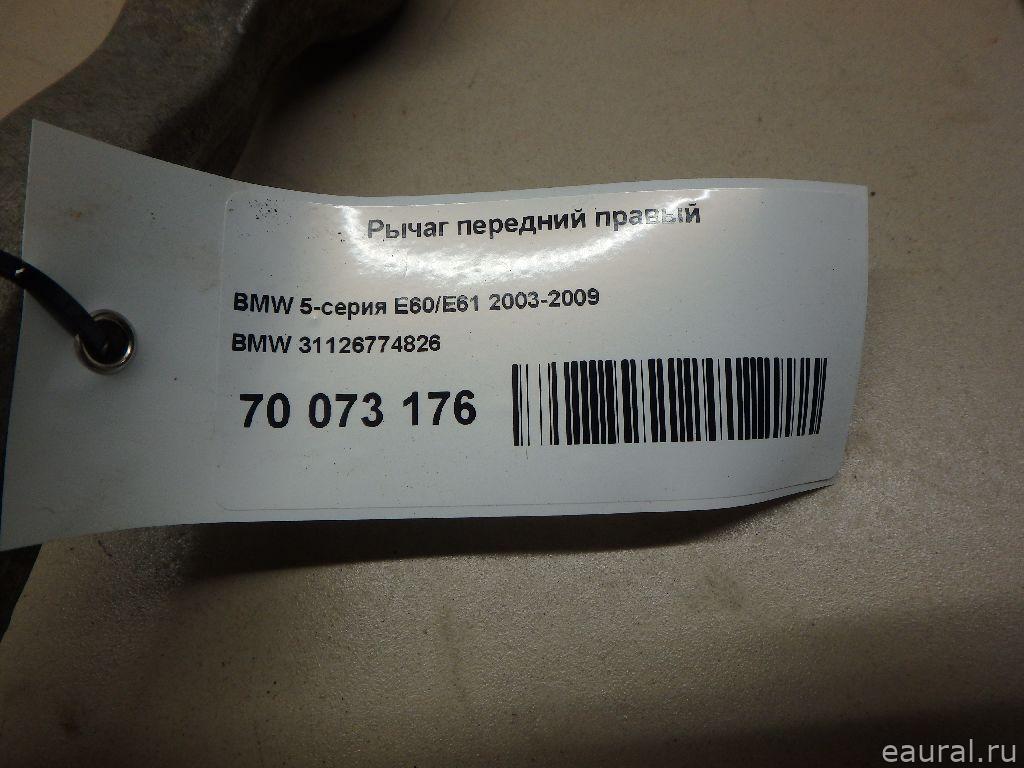 Рычаг передний правый
BMW 5-серия E60/E61 2003-2009
BMW 31126774826
70 073 176
eaural.ru